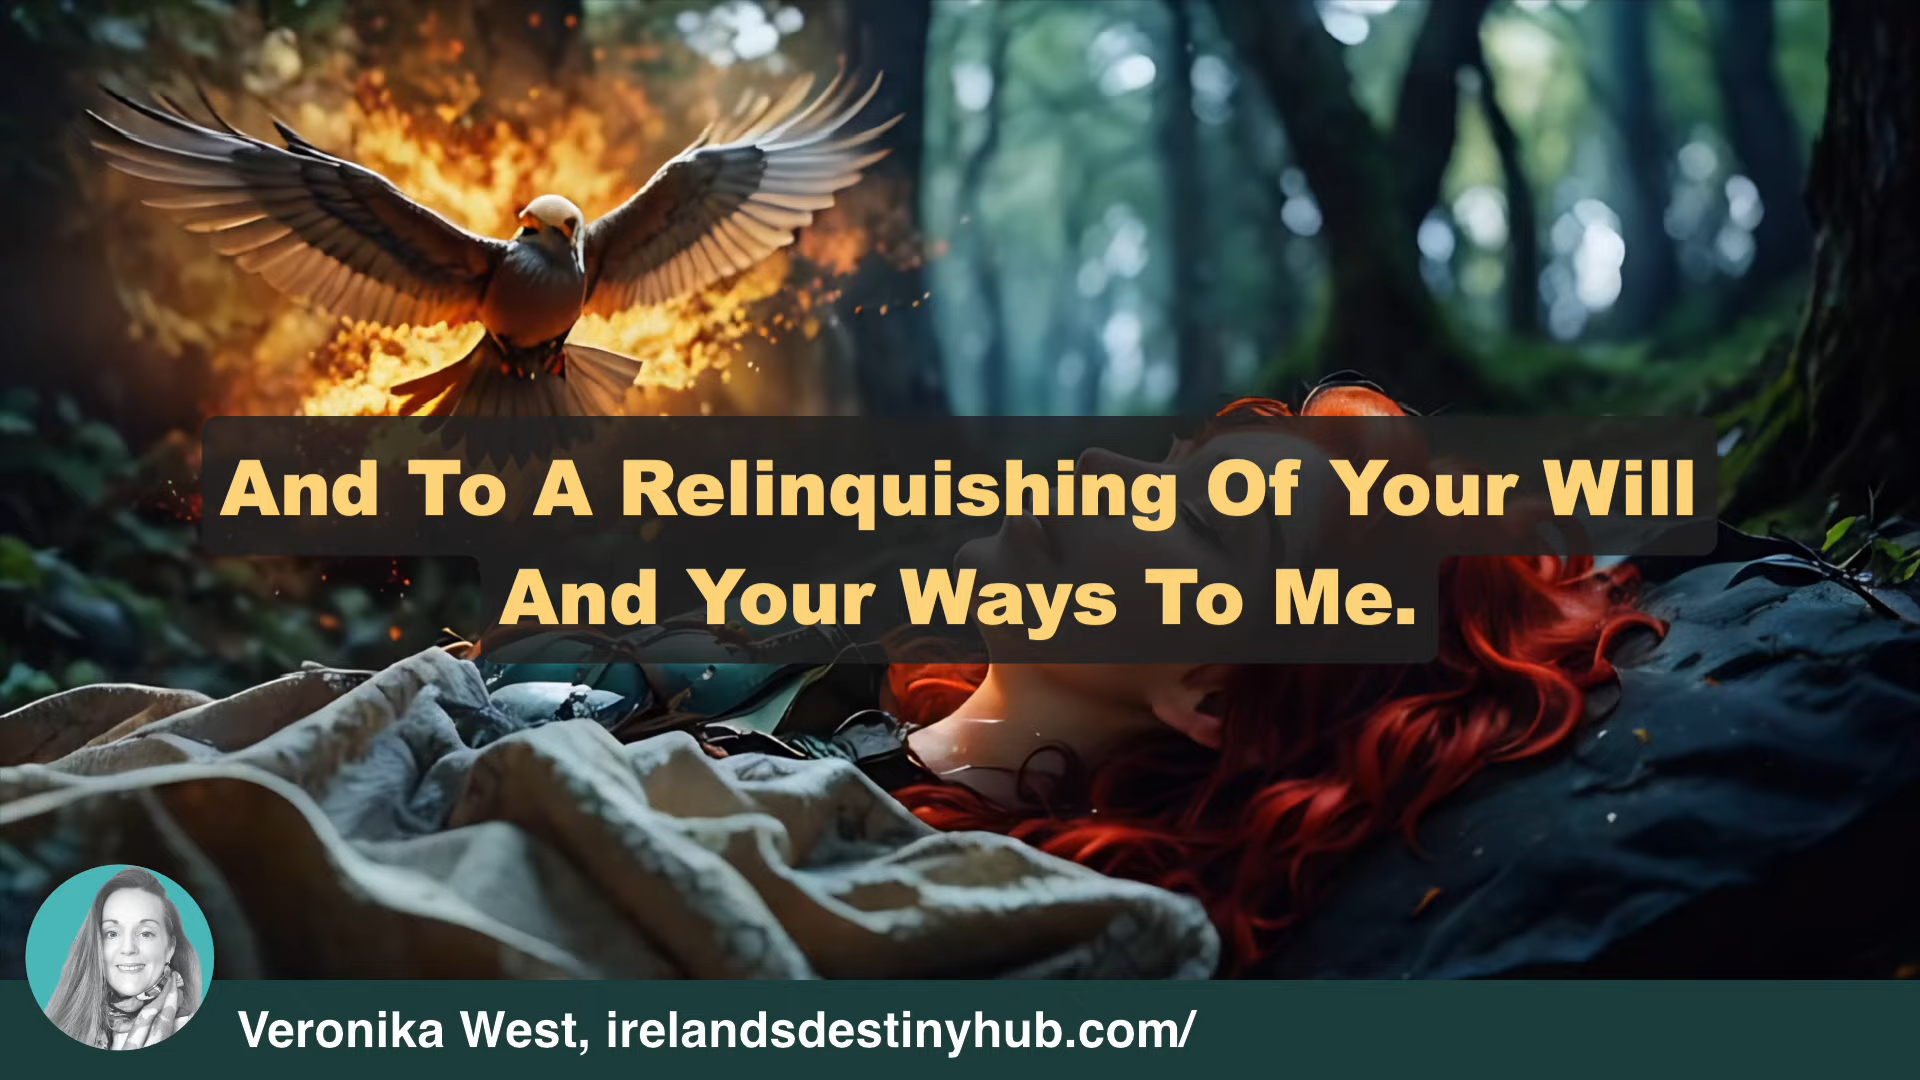 And To A Relinquishing Of Your Will
And Your Ways To Me.
Veronika West, irelandsdestinyhub.com/